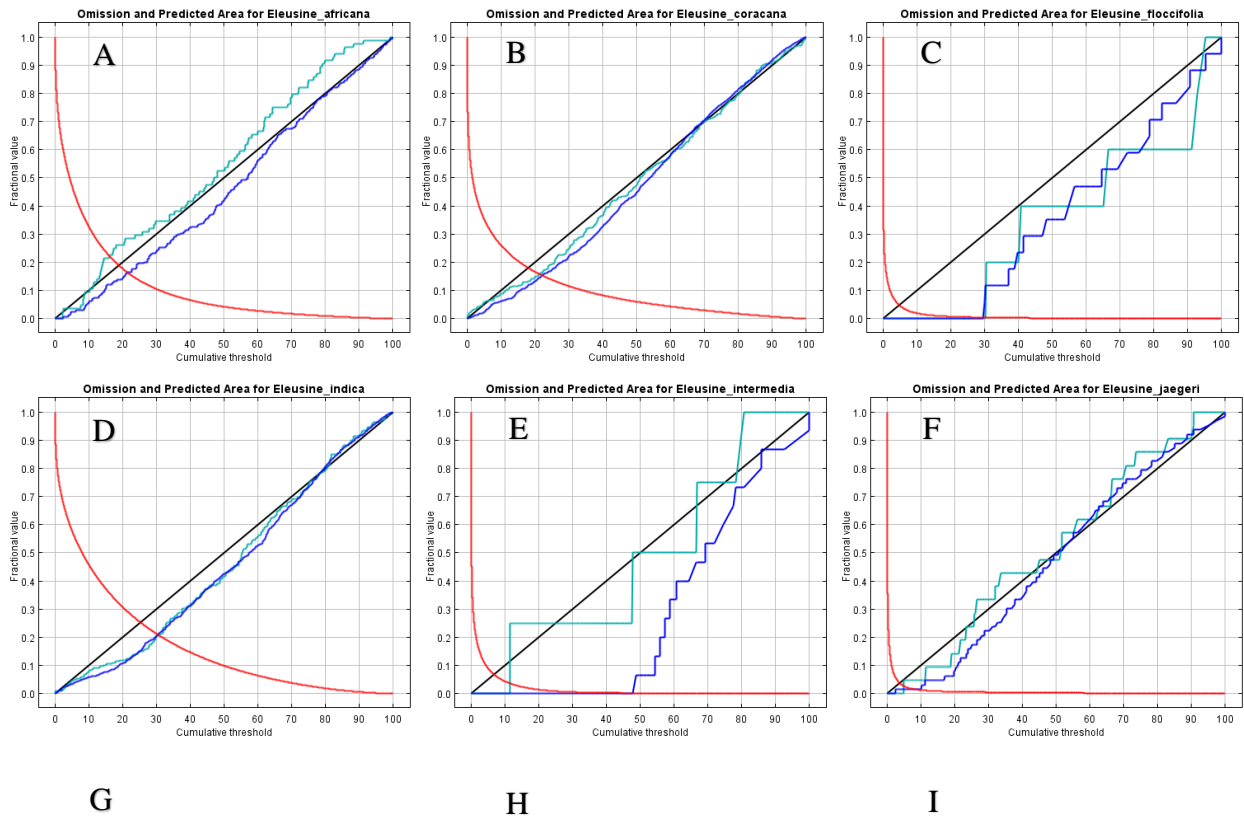 Omission and Predicted Area for Eleusine_africana
A
1.0
0.9
0.8
0.7
0.6
0.5
0.4
0.3
0.2
0.1
0.0
Fractional value
0 10 20 30 40 50 60 70 80 90 100
Cumulative threshold
Omission and Predicted Area for Eleusine_coracana
B
1.0
0.9
0.8
0.7
0.6
0.5
0.4
0.3
0.2
0.1
0.0
Fractional value
0 10 20 30 40 50 60 70 80 90 100
Cumulative threshold
Omission and Predicted Area for Eleusine_floccifolia
C
1.0
0.9
0.8
0.7
0.6
0.5
0.4
0.3
0.2
0.1
0.0
Fractional value
0 10 20 30 40 50 60 70 80 90 100
Cumulative threshold
Omission and Predicted Area for Eleusine_indica
D
1.0
0.9
0.8
0.7
0.6
0.5
0.4
0.3
0.2
0.1
0.0
Fractional value
0 10 20 30 40 50 60 70 80 90 100
Cumulative threshold
Omission and Predicted Area for Eleusine_intermedia
E
1.0
0.9
0.8
0.7
0.6
0.5
0.4
0.3
0.2
0.1
0.0
Fractional value
0 10 20 30 40 50 60 70 80 90 100
Cumulative threshold
Omission and Predicted Area for Eleusine_jaegeri
F
1.0
0.9
0.8
0.7
0.6
0.5
0.4
0.3
0.2
0.1
0.0
Fractional value
0 10 20 30 40 50 60 70 80 90 100
Cumulative threshold
G
H
I